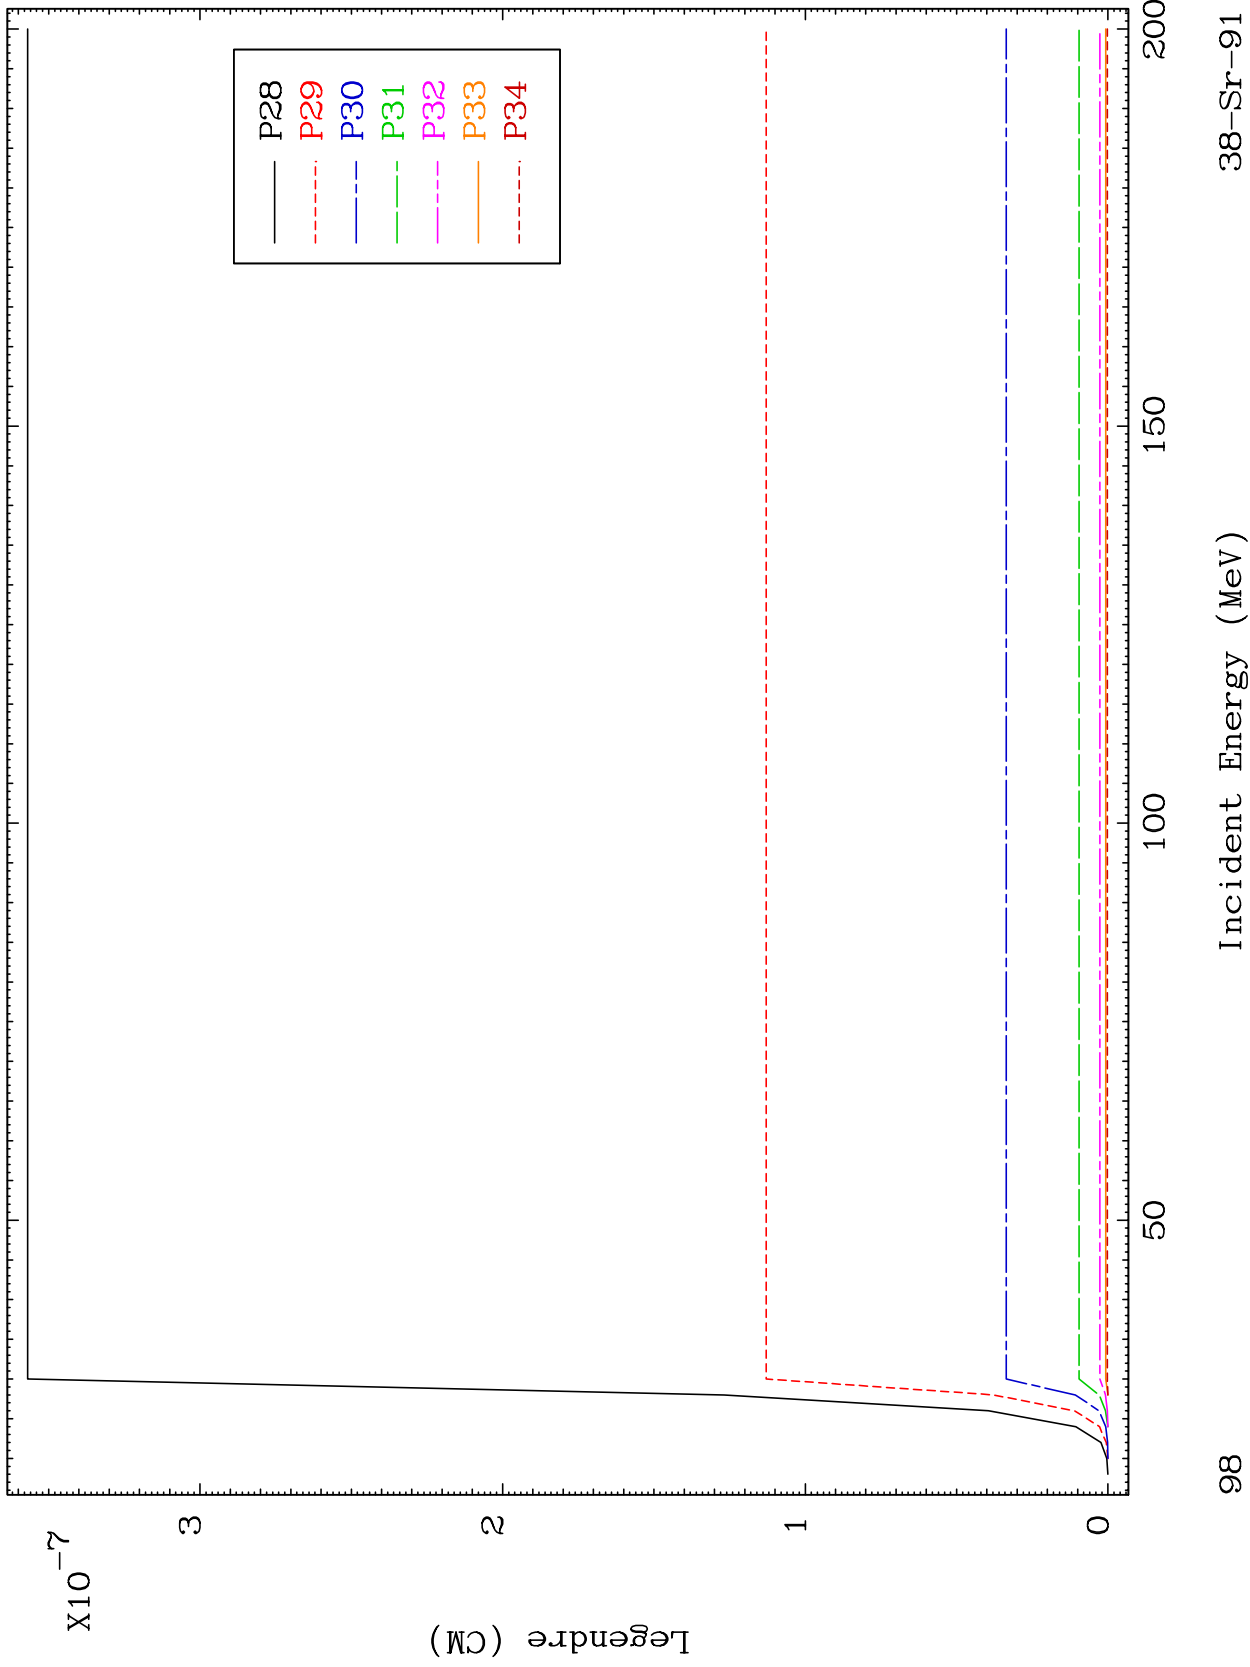 X10-7
3
2
1
0
Legendre (CM)
P28
P29
P30
P31
P32
P33
P34
50
100
150
200
Incident Energy (MeV)
98
38-Sr-91